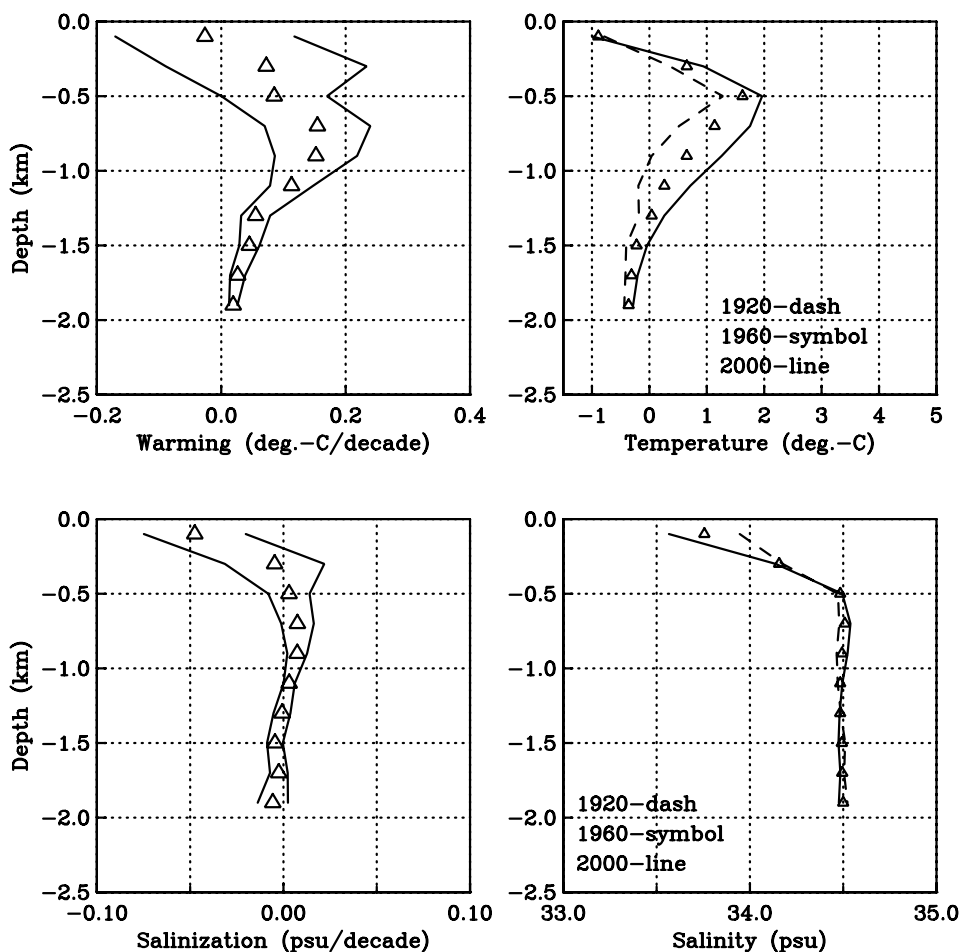 0.0
−0.5
−1.0
−1.5
−2.0
−2.5
Depth (km)
−0.2 0.0 0.2 0.4
Warming (deg.−C/decade)
0.0
−0.5
−1.0
−1.5
−2.0
−2.5
1920−dash
1960−symbol
2000−line
−1 0 1 2 3 4 5
Temperature (deg.−C)
0.0
−0.5
−1.0
−1.5
−2.0
−2.5
Depth (km)
−0.10 0.00 0.10
Salinization (psu/decade)
0.0
−0.5
−1.0
−1.5
−2.0
−2.5
1920−dash
1960−symbol
2000−line
33.0 34.0 35.0
Salinity (psu)